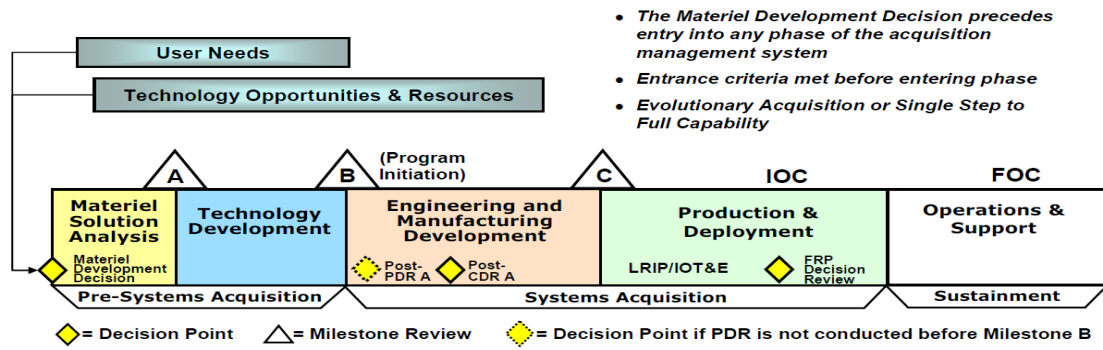 • The Materiel Development Decision precedes
entry into any phase of the acquisition
management system
• Entrance criteria met before entering phase
• Evolutionary Acquisition or Single Step to
Full Capability
User Needs
Technology Opportunities & Resources
A
B
(Program
Initiation)
C
IOC
FOC
Materiel
Solution
Analysis
Technology
Development
Engineering and
Manufacturing
Development
Production &
Deployment
Operations &
Support
Materiel
Development
Decision
Post-
PDR A
Post-
CDR A
LRIP/IOT&E
FRP
Decision
Review
Pre-Systems Acquisition
Systems Acquisition
Sustainment
= Decision Point
= Milestone Review
= Decision Point if PDR is not conducted before Milestone B